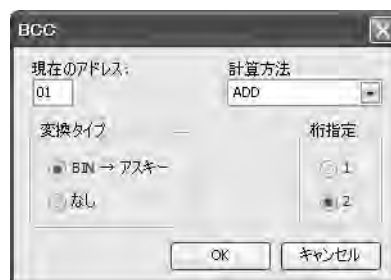 BCC
現在のアドレス: 計算方法
01 ADD
変換タイプ 桁指定
BIN → アスキー 1
なし 2
OK キャンセル